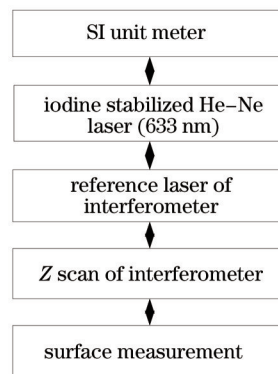 SI unit meter
iodine stabilized He–Ne
laser (633 nm)
reference laser of
interferometer
Z scan of interferometer
surface measurement